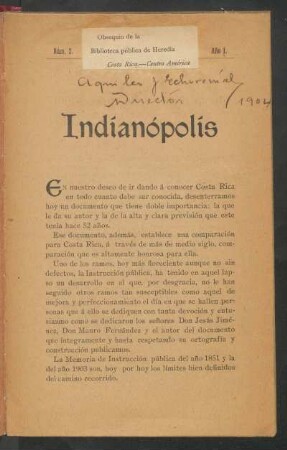 Obsequio de la
Núm. 7. Biblioteca pública de Heredia Año I.
Costa Rica.—Centro América
Aquiles J Echeverría
Director / 1904
Indianópolis
En nuestro deseo de ir dando á conocer Costa Rica
en todo cuanto debe sur conocida, desenterramos
hoy un documento que tiene doble importancia: la que
le da su autor y la de la alta y clara previsión que este
tenía hace 52 años.
Ese documento, además, establece una comparación
para Costa Rica, á través de más de medio siglo, compa-
ración que es altamente honrosa para ella.
Uno de los ramos, hoy más floreciente aunque no sin
defectos, la Instrucción pública, ha tenido en aquel lap-
so un desarrollo en el que, por desgracia, no le han
seguido otros ramos tan susceptibles como aquel de
mejora y perfeccionamiento el día en que se hallen perso-
nas que á ello se dediquen con tanta devoción y entu-
siasmo como se dedicaron los señores Don Jesús Jimé-
nez, Don Mauro Fernández y el autor del documento
que íntegramente y hasta respetando su ortografía y
construcción publicamos.
La Memoria de Instrucción pública del año 1851 y la
del año 1903 son, hoy por hoy los límites bien definidos
del camino recorrido.